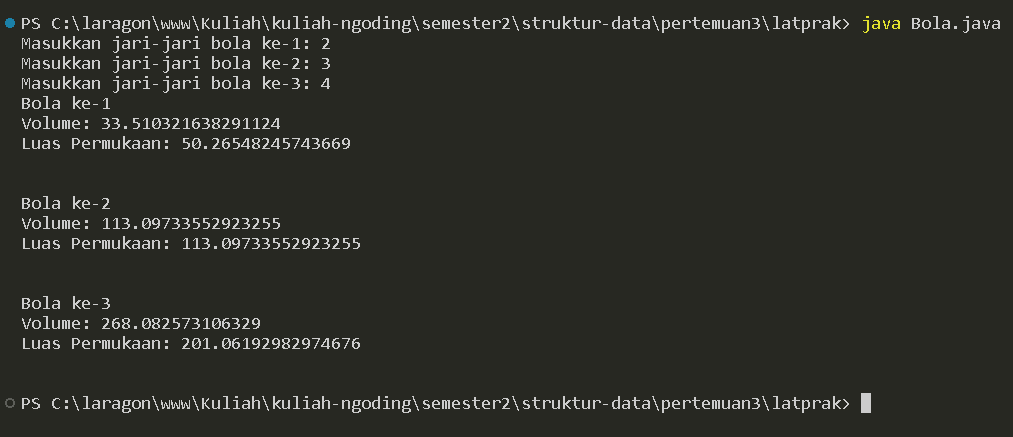 PS C:\laragon\www\Kuliah\kuliah-ngoding\semester2\struktur-data\pertemuan3\latprak> java Bola.java
Masukkan jari-jari bola ke-1: 2
Masukkan jari-jari bola ke-2: 3
Masukkan jari-jari bola ke-3: 4
Bola ke-1
Volume: 33.510321638291124
Luas Permukaan: 50.26548245743669
Bola ke-2
Volume: 113.09733552923255
Luas Permukaan: 113.09733552923255
Bola ke-3
Volume: 268.082573106329
Luas Permukaan: 201.06192982974676
PS C:\laragon\www\Kuliah\kuliah-ngoding\semester2\struktur-data\pertemuan3\latprak>